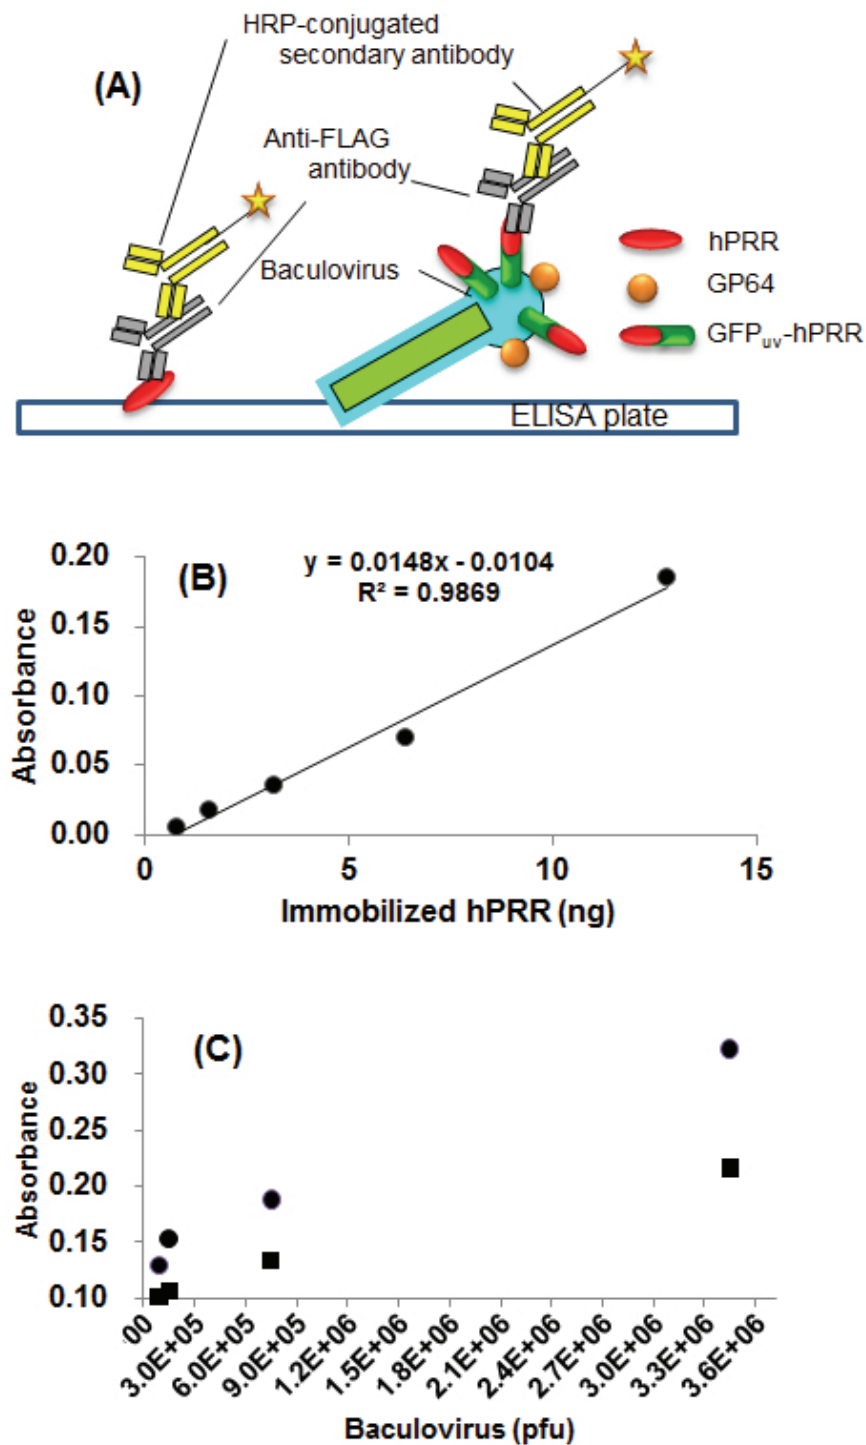 HRP-conjugated
secondary antibody
(A)
Anti-FLAG
antibody
Baculovirus
hPRR
GP64
GFPuv-hPRR
ELISA plate
0.20
(B)
y = 0.0148x - 0.0104
R² = 0.9869
0.15
0.10
0.05
0.00
Absorbance
0
5
10
15
Immobilized hPRR (ng)
0.35
(C)
0.30
0.25
0.20
0.15
0.10
Absorbance
00
3.0E+05
6.0E+05
9.0E+05
1.2E+06
1.5E+06
1.8E+06
2.1E+06
2.4E+06
2.7E+06
3.0E+06
3.3E+06
3.6E+06
Baculovirus (pfu)